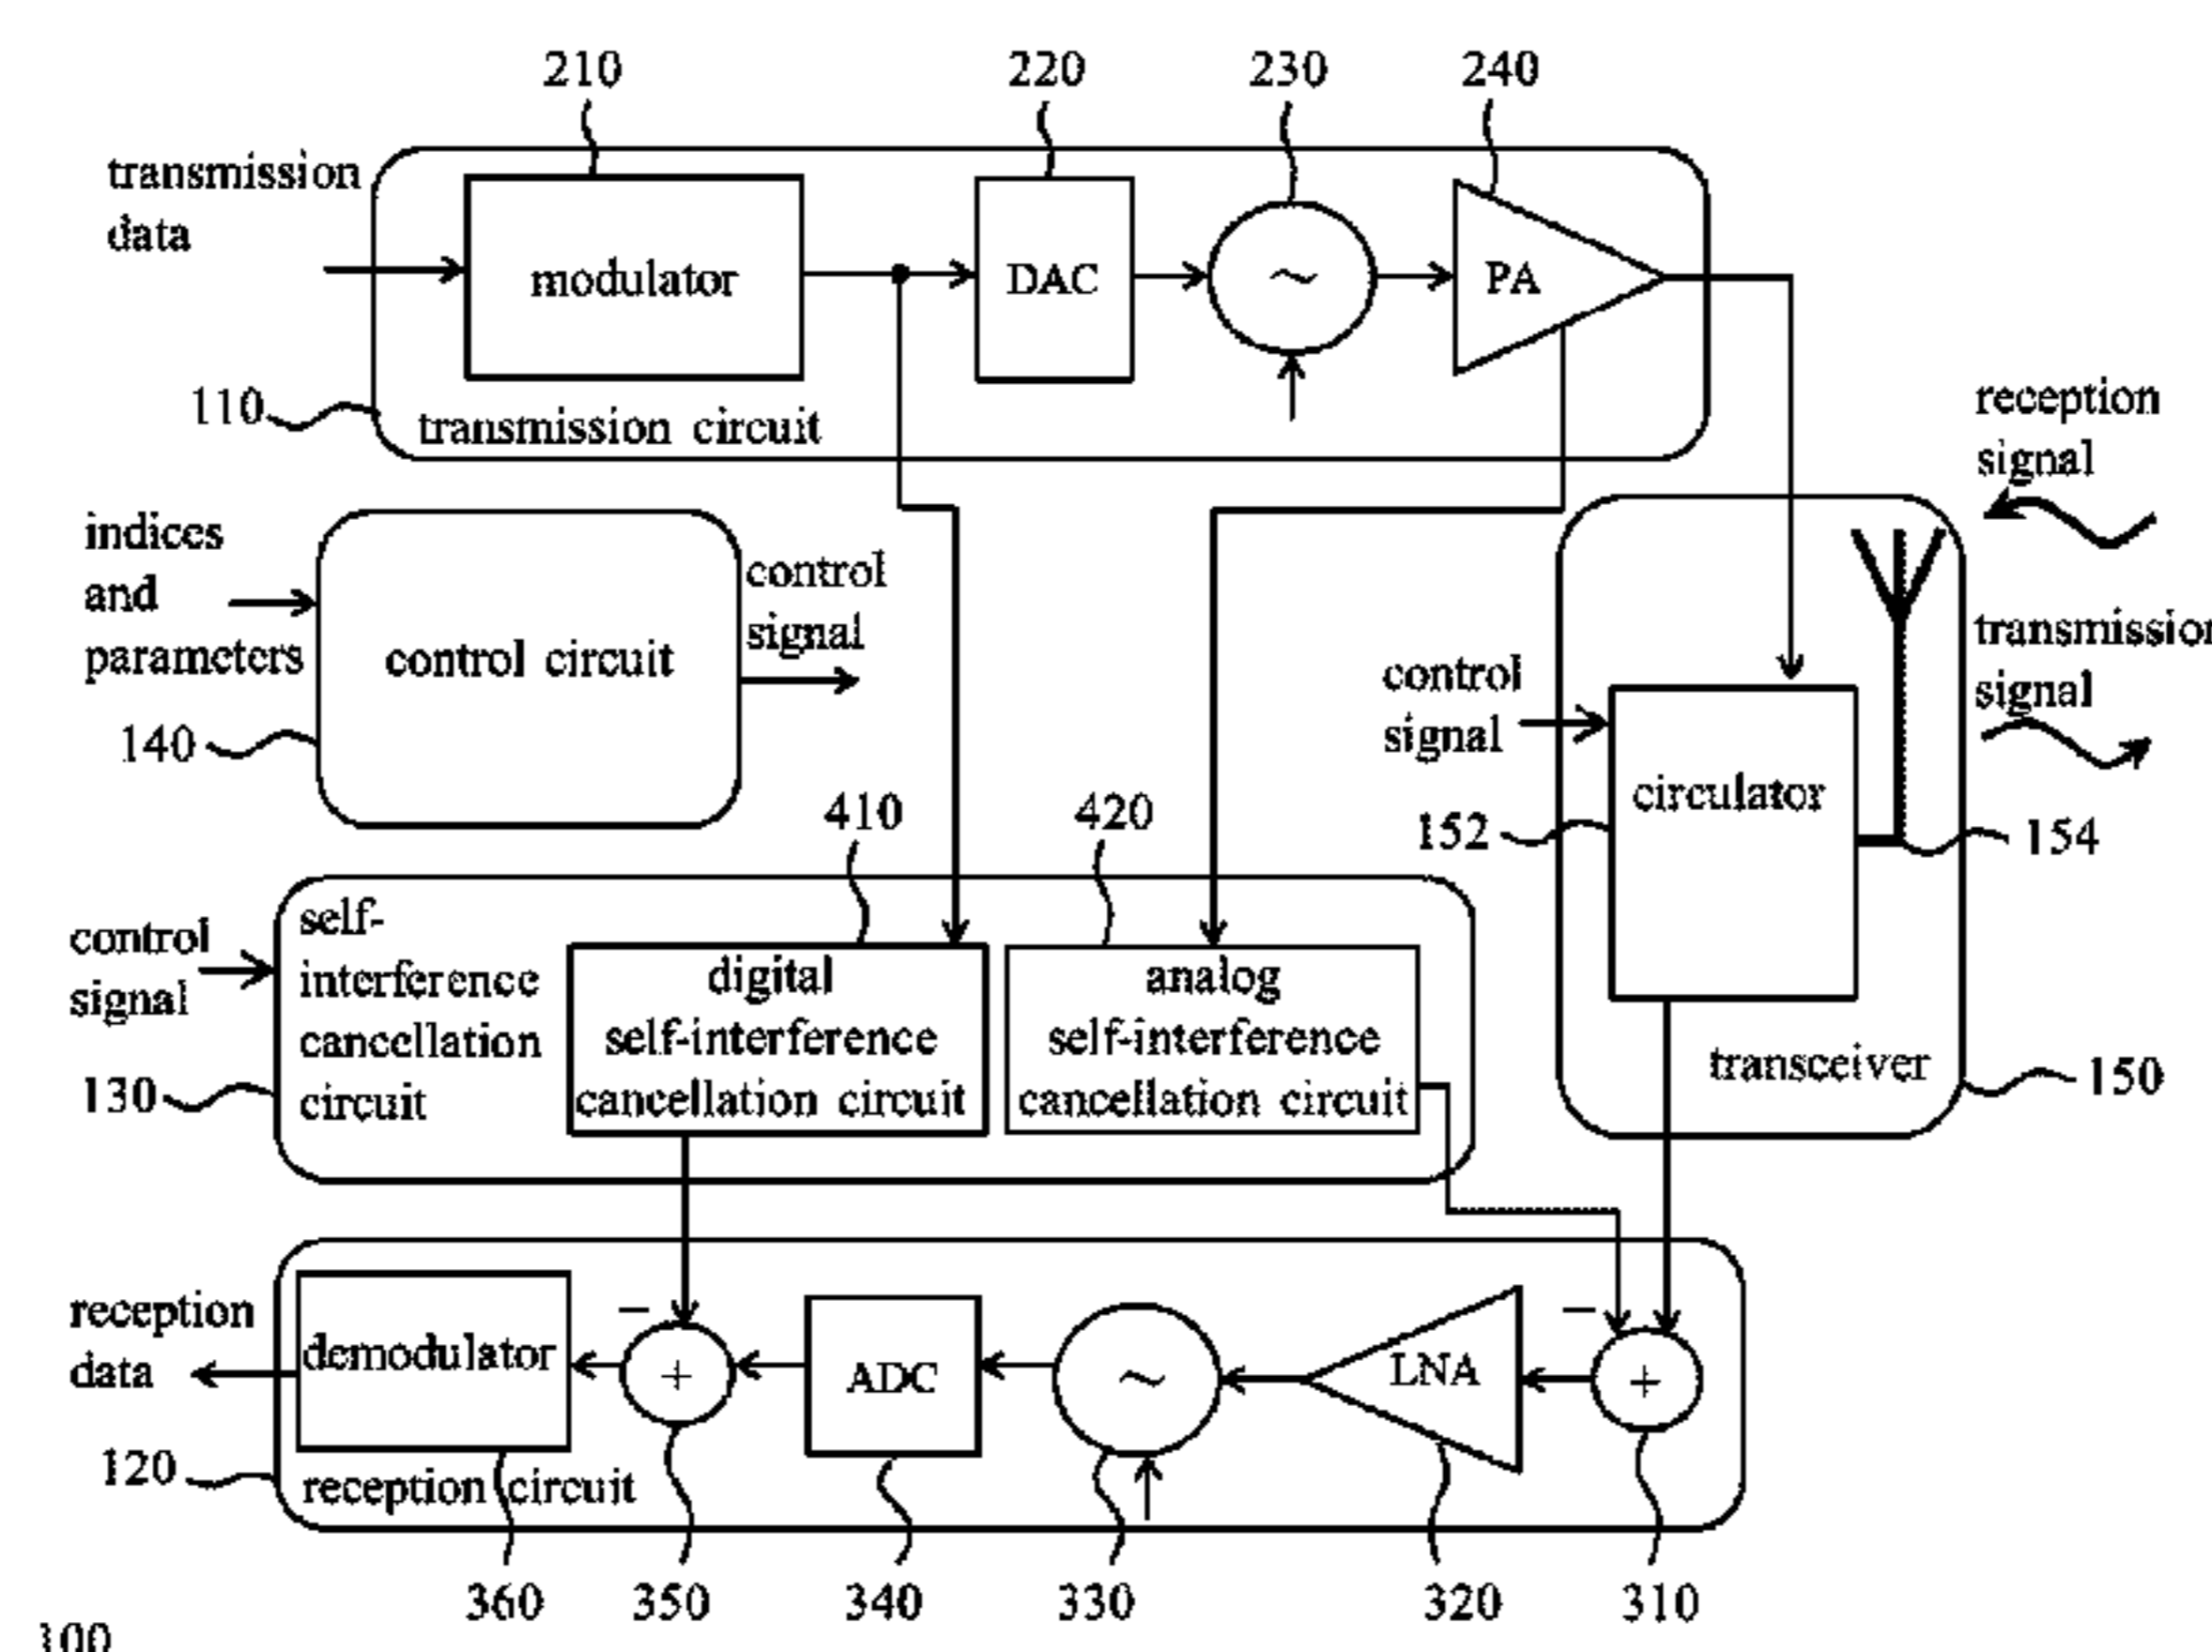 210
220
230
240
transmission
data
modulator
DAC
~
PA
110
transmission circuit
reception
signal
indices
and
parameters
control circuit
control
signal
140
control
signal
transmission
signal
circulator
152
154
transceiver
150
410
420
control
signal
self-
interference
cancellation
circuit
130
digital
self-interference
cancellation circuit
analog
self-interference
cancellation circuit
reception
data
demodulator
−
+
ADC
~
LNA
−
+
120
reception circuit
360
350
340
330
320
310
100